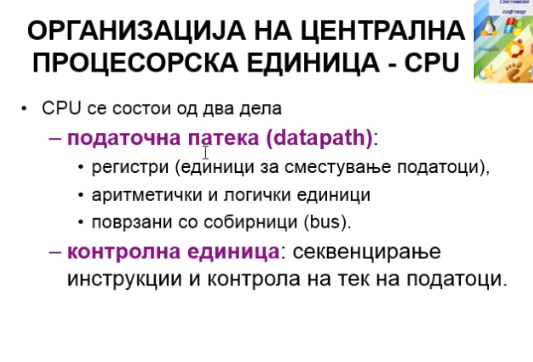 Системски
софтвер
ОРГАНИЗАЦИЈА НА ЦЕНТРАЛНА
ПРОЦЕСОРСКА ЕДИНИЦА - CPU
• CPU се состои од два дела
– податочна патека (datapath):
• регистри (единици за сместување податоци),
• аритметички и логички единици
• поврзани со собирници (bus).
– контролна единица: секвенцирање
инструкции и контрола на тек на податоци.